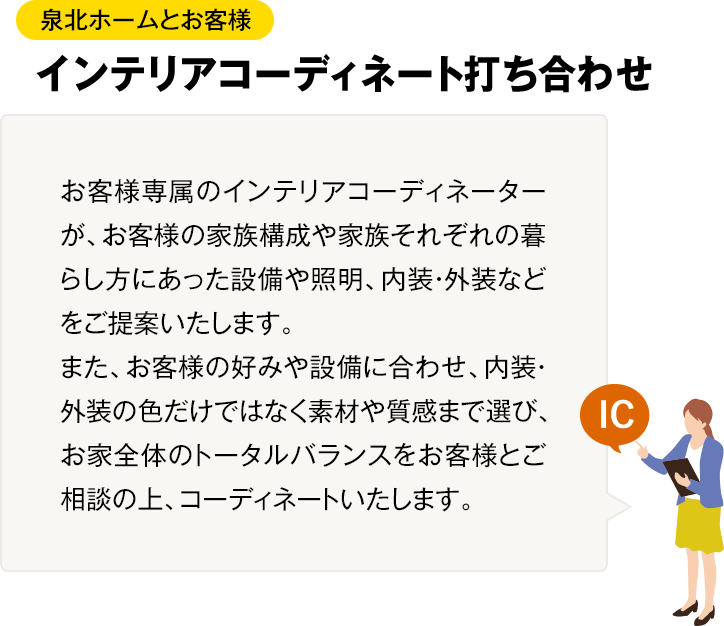 泉北ホームとお客様
インテリアコーディネート打ち合わせ
お客様専属のインテリアコーディネーター
が、お客様の家族構成や家族それぞれの暮
らし方にあった設備や照明、内装・外装など
をご提案いたします。
また、お客様の好みや設備に合わせ、内装・
外装の色だけではなく素材や質感まで選び、
お家全体のトータルバランスをお客様とご
相談の上、コーディネートいたします。
IC